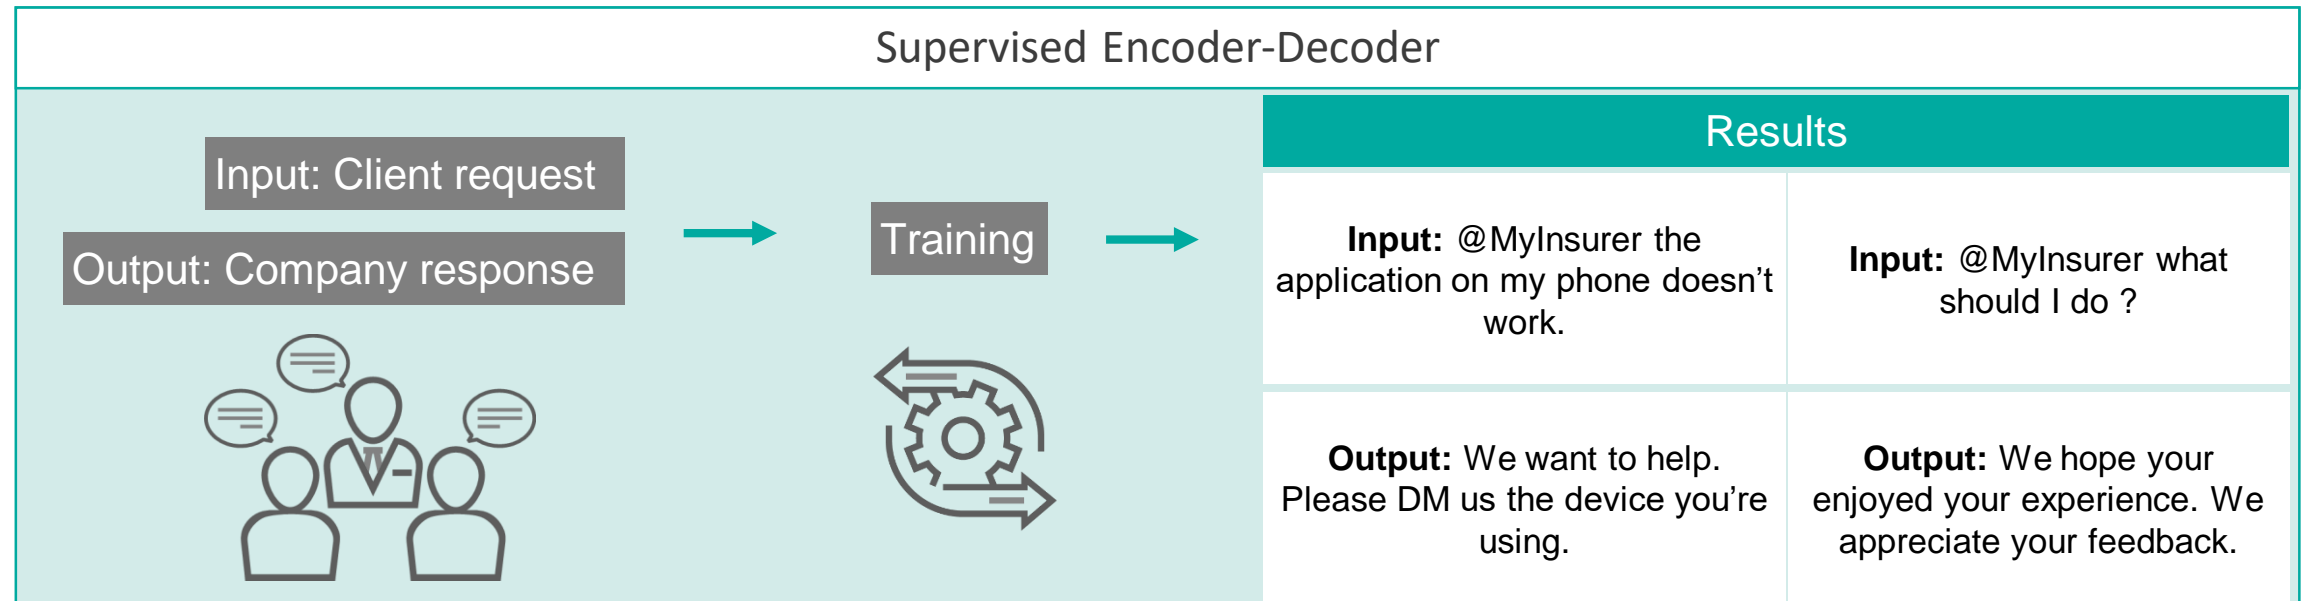 Supervised Encoder-Decoder
Input: Client request
Output: Company response
Training
Results
Input: @MyInsurer the
application on my phone doesn’t
work.
Input: @MyInsurer what
should I do ?
Output: We want to help.
Please DM us the device you’re
using.
Output: We hope your
enjoyed your experience. We
appreciate your feedback.